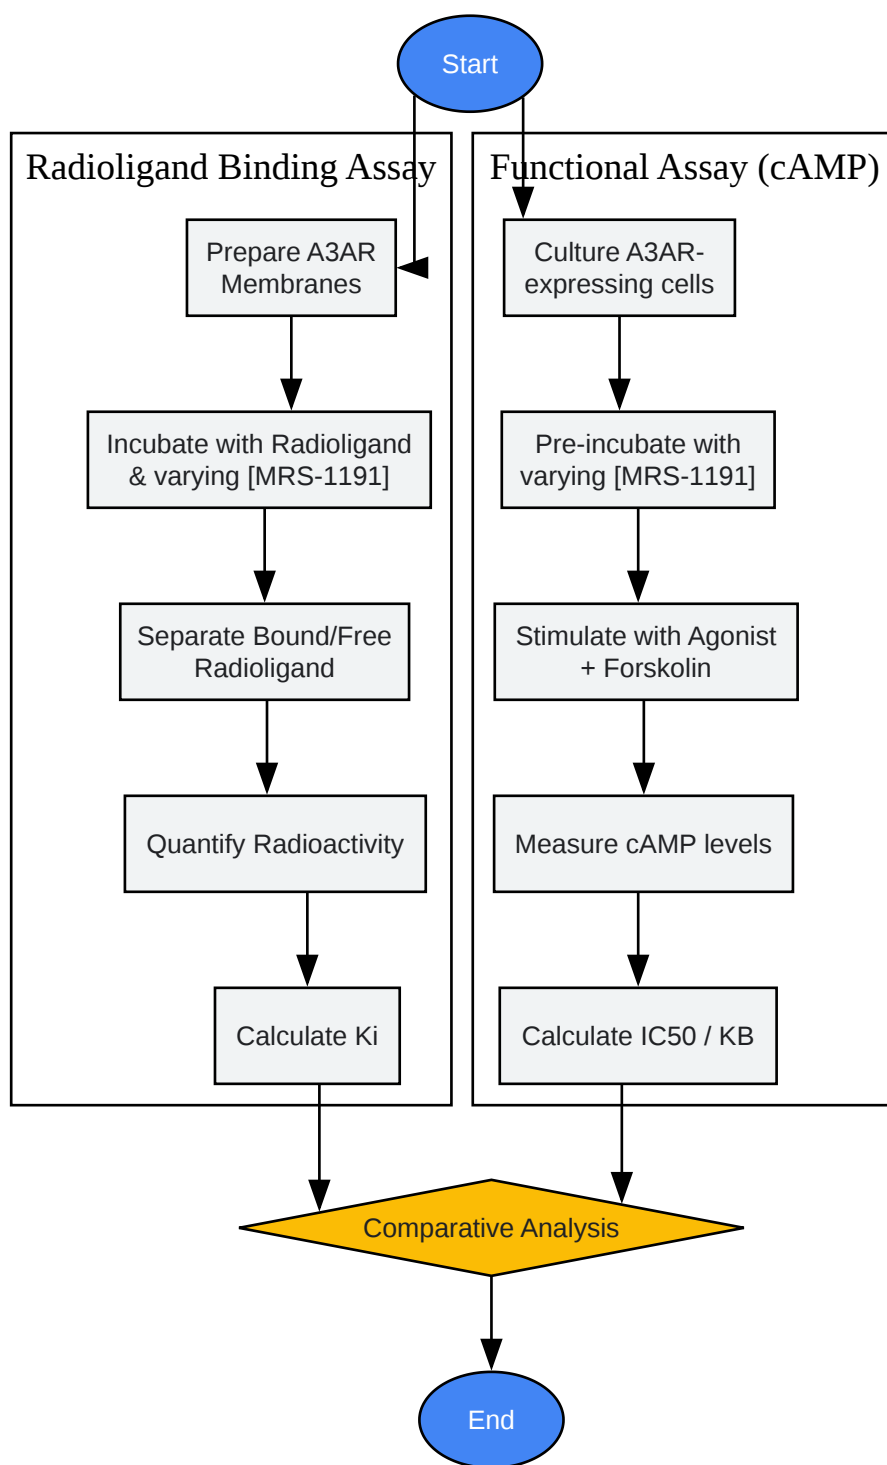 Start
Radioligand Binding Assay
Prepare A3AR
Membranes
Incubate with Radioligand
& varying [MRS-1191]
Separate Bound/Free
Radioligand
Quantify Radioactivity
Calculate Ki
Functional Assay (cAMP)
Culture A3AR-
expressing cells
Pre-incubate with
varying [MRS-1191]
Stimulate with Agonist
+ Forskolin
Measure cAMP levels
Calculate IC50 / KB
Comparative Analysis
End